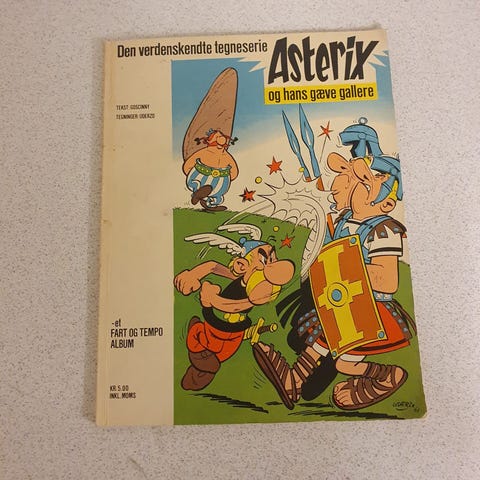 Den verdenskendte tegneserie
Asterix
og hans gæve gallere
TEKST: GOSCINNY
TEGNINGER: UDERZO
-et
FART OG TEMPO
ALBUM
KR. 5.00
INKL. MOMS
UDERZO